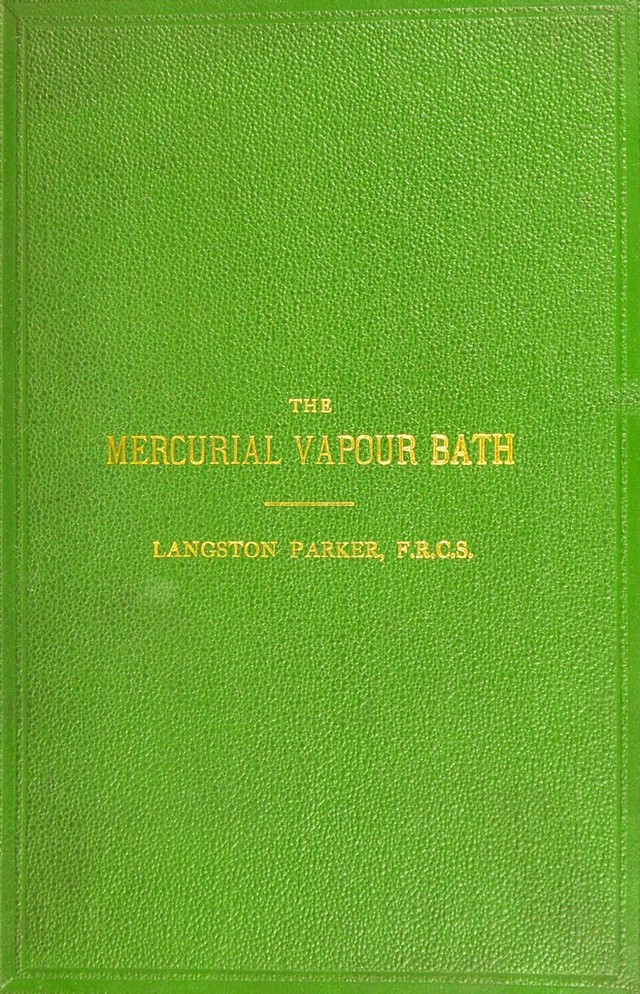 THE
MERCURIAL VAPOUR BATH
LANGSTON PARKER, F.R.C.S.